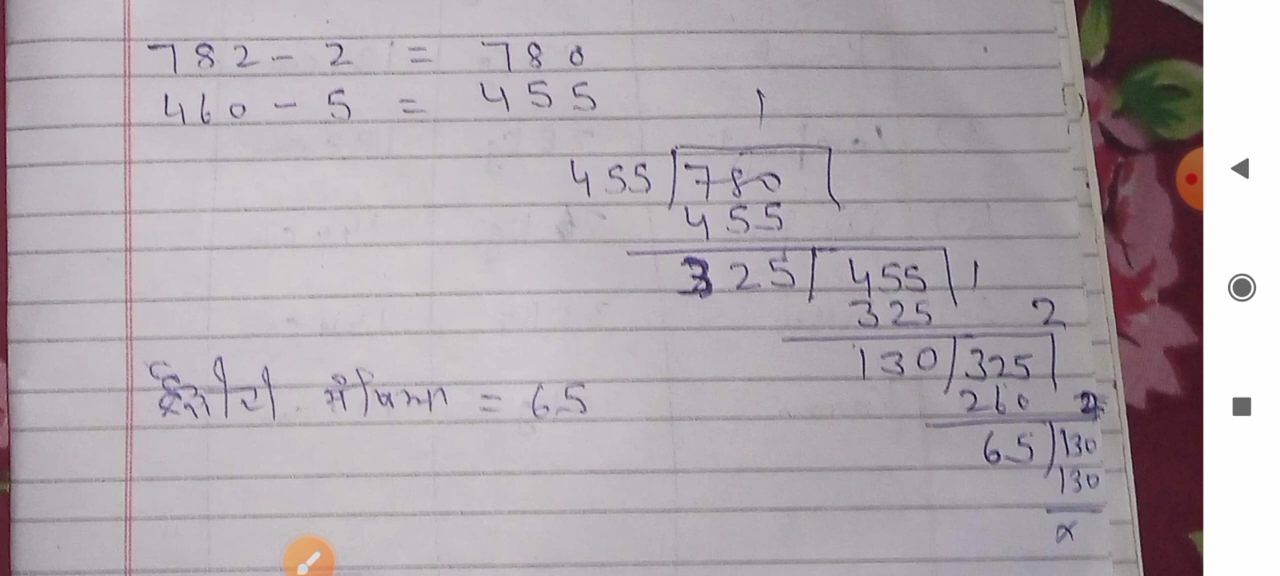 782 - 2 = 780
460 - 5 = 455
1
455 780
455
325 455 1
325 2
130 325
= 65
260 2
65 130
130
x